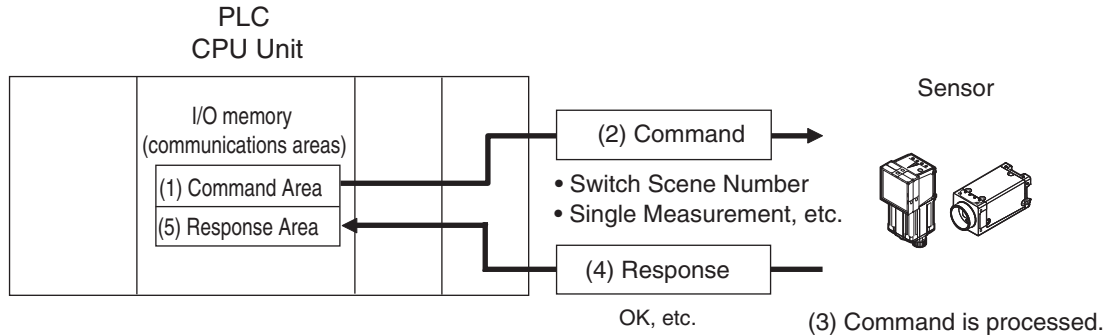 PLC
CPU Unit
Sensor
I/O memory
(communications areas)
(1) Command Area
(5) Response Area
(2) Command
• Switch Scene Number
• Single Measurement, etc.
(4) Response
OK, etc.
(3) Command is processed.